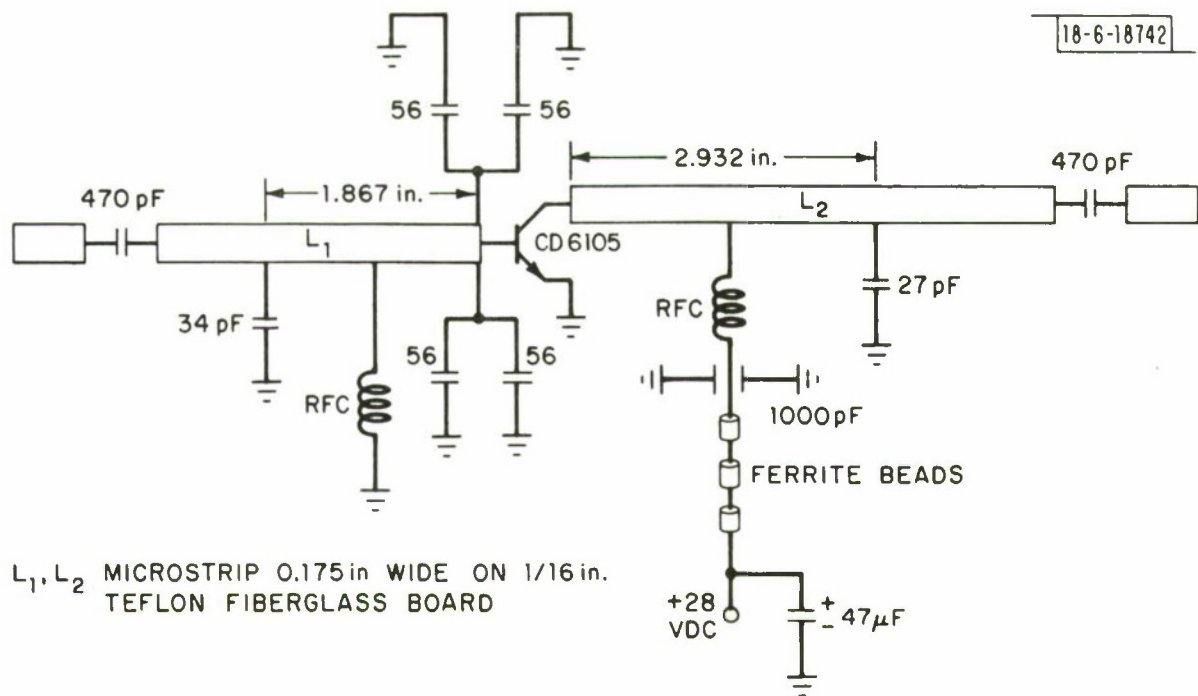 18-6-18742
56
56
2.932 in.
470 pF
470 pF
1.867 in.
L2
L1
CD6105
27 pF
34 pF
RFC
56
56
RFC
1000 pF
FERRITE BEADS
L1, L2 MICROSTRIP 0.175 in WIDE ON 1/16 in.
TEFLON FIBERGLASS BOARD
+28
VDC
+
-
47µF